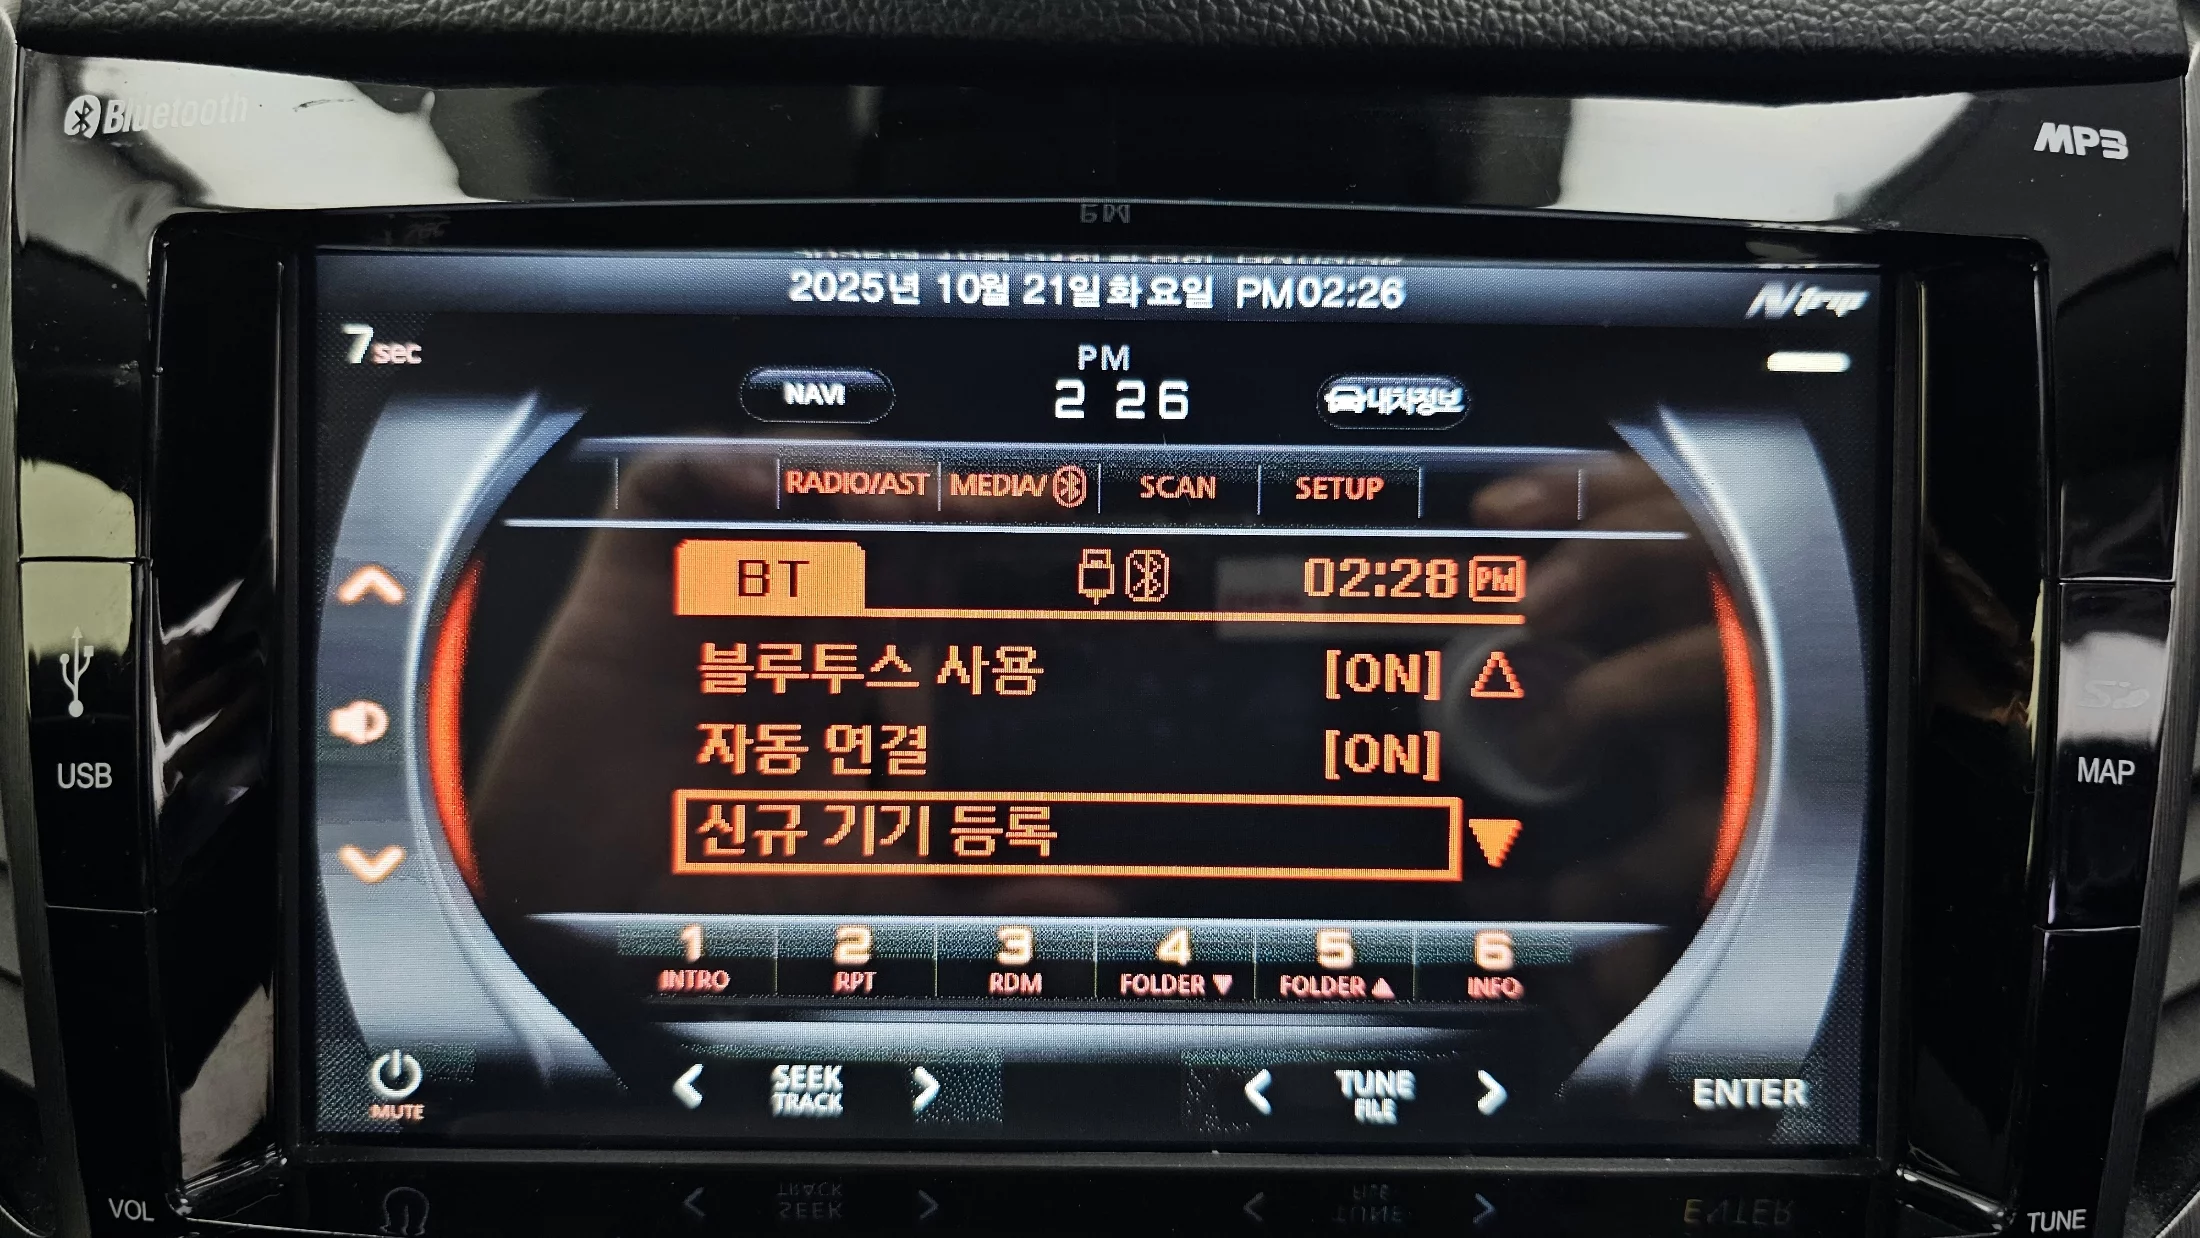 Bluetooth
MP3
2025년 10월 21일 화요일 PM02:26
Ntrip
7sec
PM
NAVI
2 26
내차정보
RADIO/AST MEDIA/ SCAN SETUP
BT
02:28 PM
블루투스 사용 [ON]
자동 연결 [ON]
신규 기기 등록
USB
MAP
1 2 3 4 5 6
INTRO RPT RDM FOLDER▼ FOLDER▲ INFO
SEEK TRACK
TUNE FILE
ENTER
MUTE
VOL
TUNE